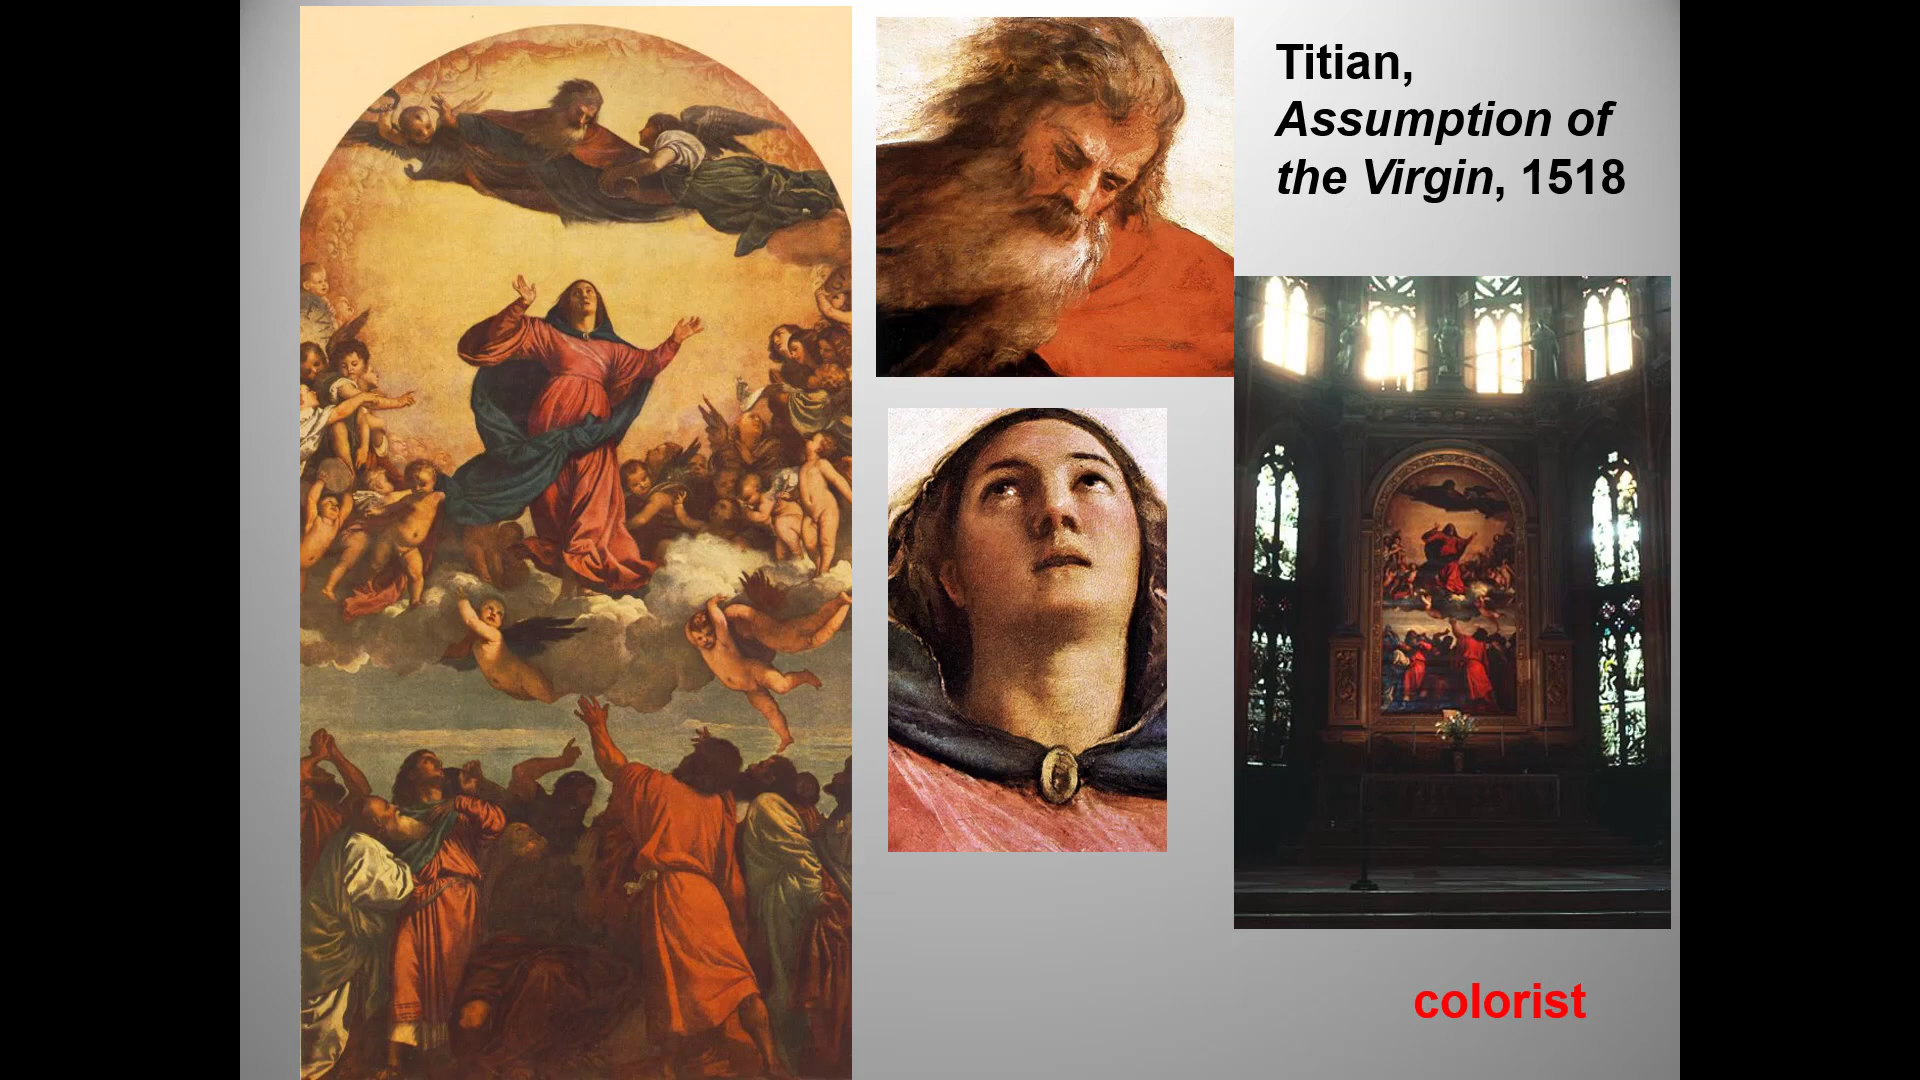 Titian,
Assumption of
the Virgin, 1518
colorist